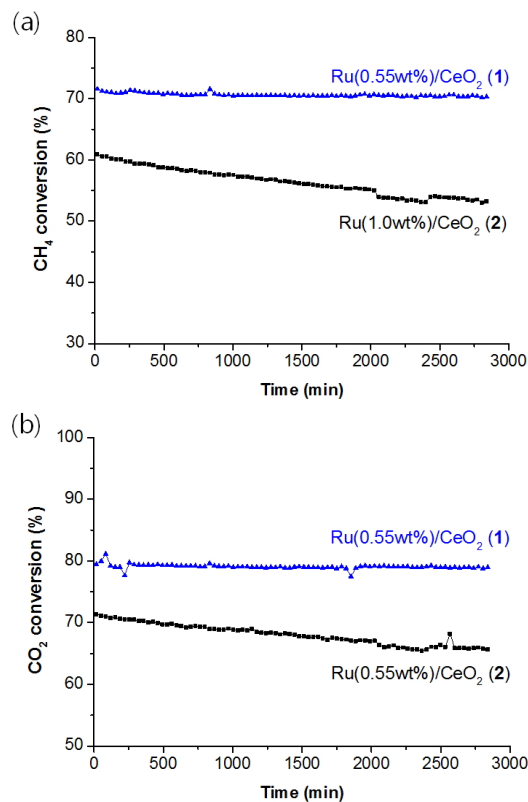 (a)
80
70
60
50
40
30
CH₄ conversion (%)
Ru(0.55wt%)/CeO₂ (1)
Ru(1.0wt%)/CeO₂ (2)
0 500 1000 1500 2000 2500 3000
Time (min)
(b)
100
90
80
70
60
50
CO₂ conversion (%)
Ru(0.55wt%)/CeO₂ (1)
Ru(0.55wt%)/CeO₂ (2)
0 500 1000 1500 2000 2500 3000
Time (min)